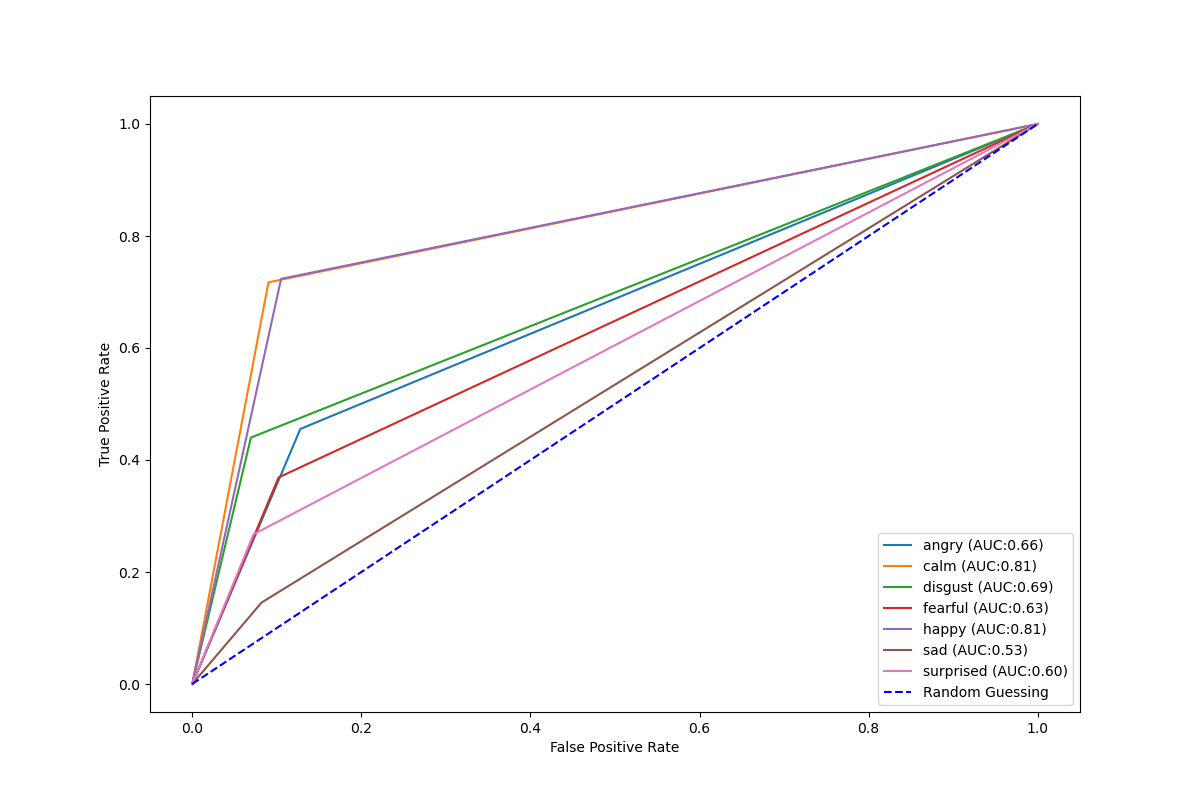 1.0
0.8
0.6
0.4
0.2
0.0
True Positive Rate
0.0 0.2 0.4 0.6 0.8 1.0
False Positive Rate
angry (AUC:0.66)
calm (AUC:0.81)
disgust (AUC:0.69)
fearful (AUC:0.63)
happy (AUC:0.81)
sad (AUC:0.53)
surprised (AUC:0.60)
Random Guessing